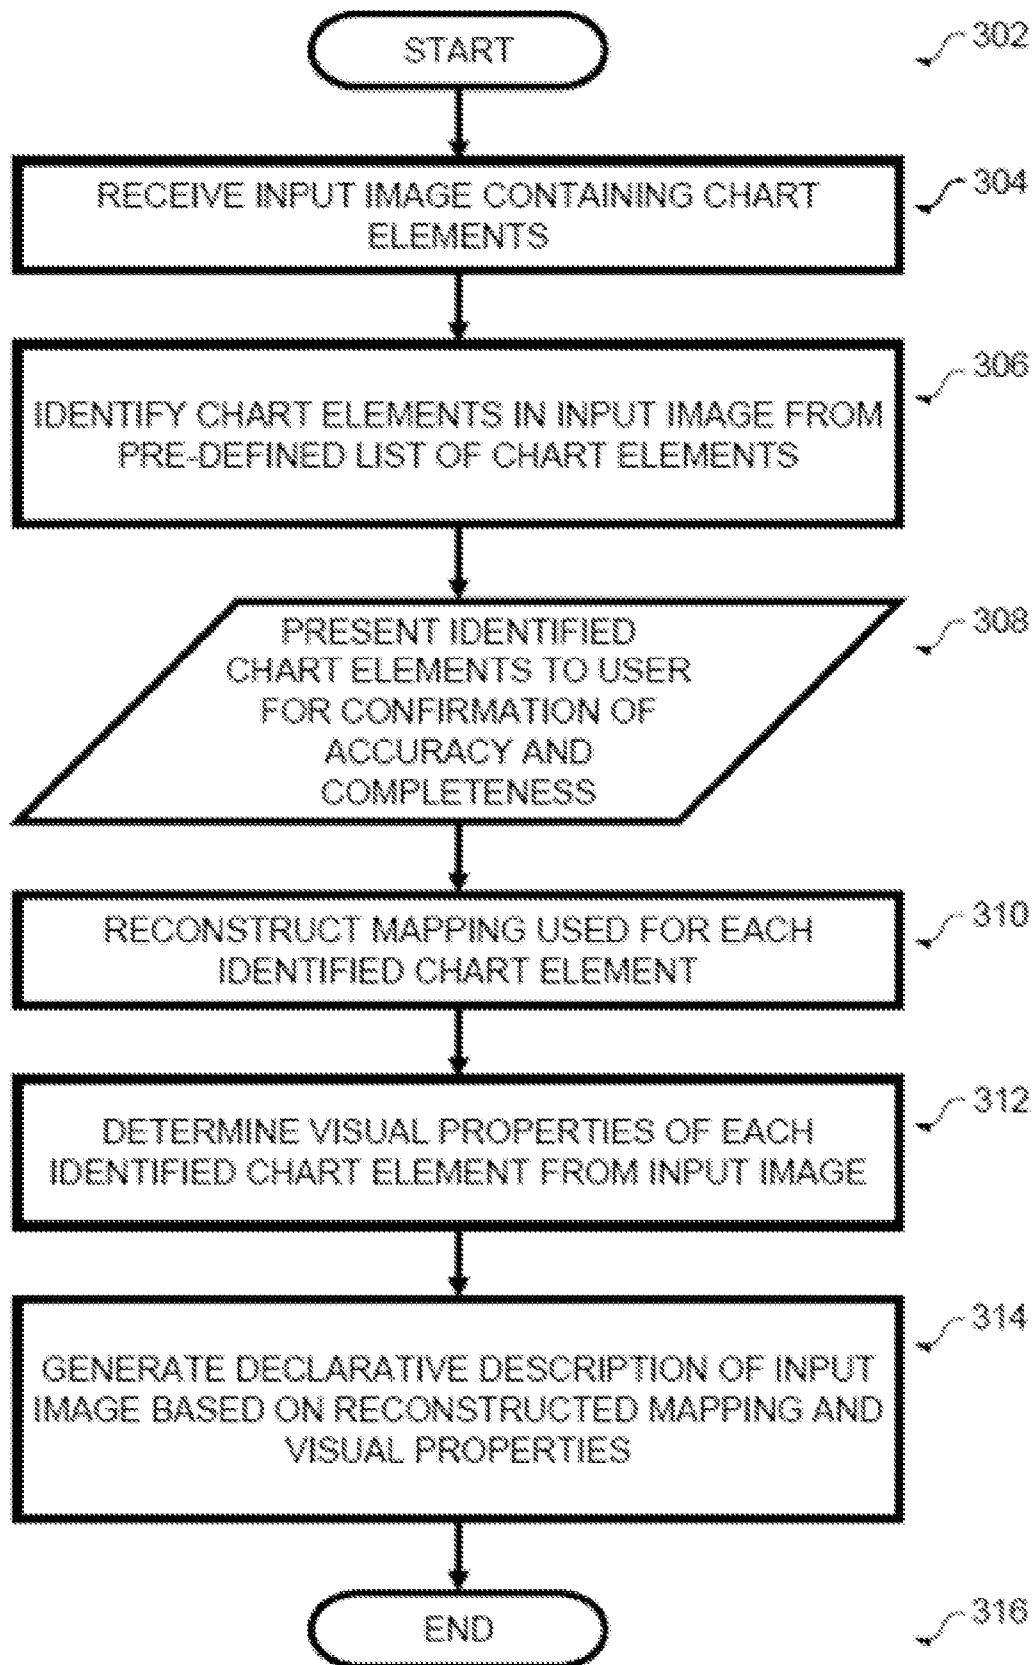 START
302
RECEIVE INPUT IMAGE CONTAINING CHART
ELEMENTS
304
IDENTIFY CHART ELEMENTS IN INPUT IMAGE FROM
PRE-DEFINED LIST OF CHART ELEMENTS
306
PRESENT IDENTIFIED
CHART ELEMENTS TO USER
FOR CONFIRMATION OF
ACCURACY AND
COMPLETENESS
308
RECONSTRUCT MAPPING USED FOR EACH
IDENTIFIED CHART ELEMENT
310
DETERMINE VISUAL PROPERTIES OF EACH
IDENTIFIED CHART ELEMENT FROM INPUT IMAGE
312
GENERATE DECLARATIVE DESCRIPTION OF INPUT
IMAGE BASED ON RECONSTRUCTED MAPPING AND
VISUAL PROPERTIES
314
END
316